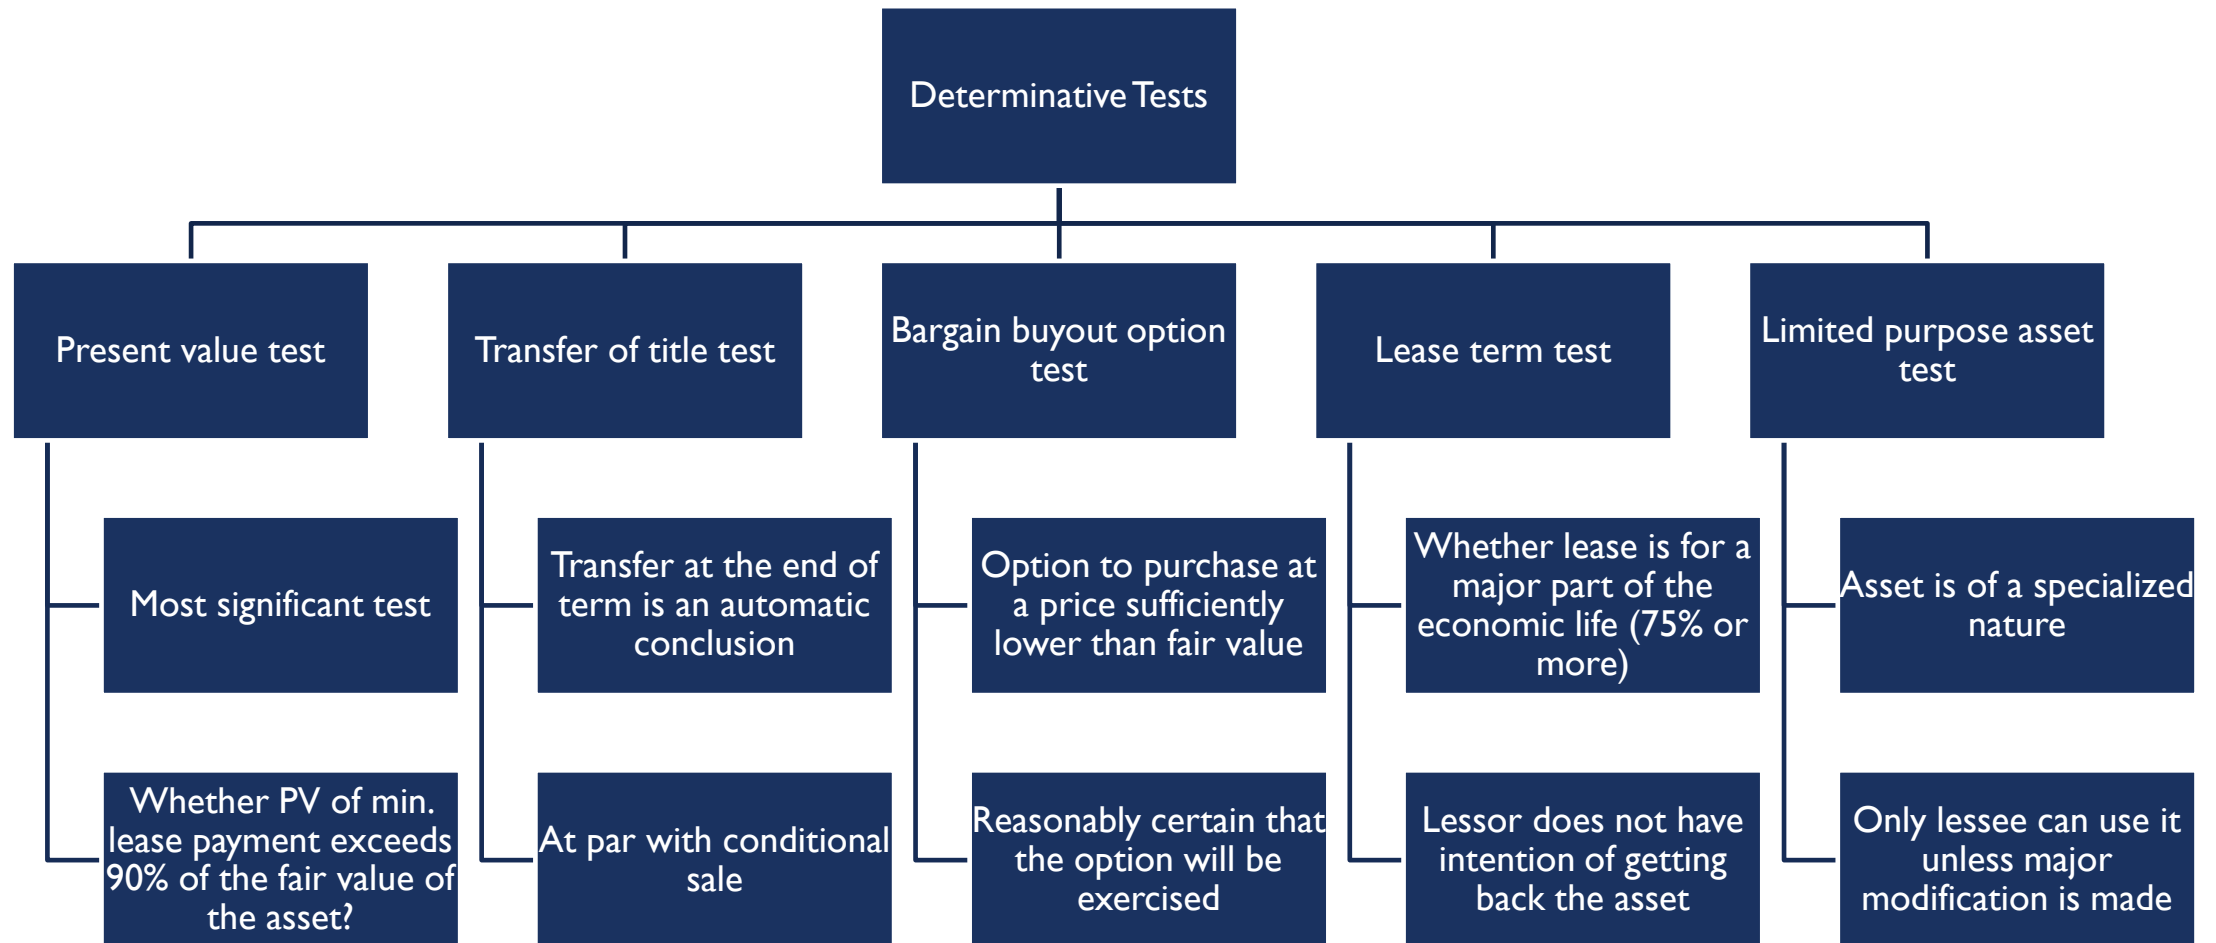 Determinative Tests
Present value test
Transfer of title test
Bargain buyout option
test
Lease term test
Limited purpose asset
test
Most significant test
Transfer at the end of
term is an automatic
conclusion
Option to purchase at
a price sufficiently
lower than fair value
Whether lease is for a
major part of the
economic life (75% or
more)
Asset is of a specialized
nature
Whether PV of min.
lease payment exceeds
90% of the fair value of
the asset?
At par with conditional
sale
Reasonably certain that
the option will be
exercised
Lessor does not have
intention of getting
back the asset
Only lessee can use it
unless major
modification is made